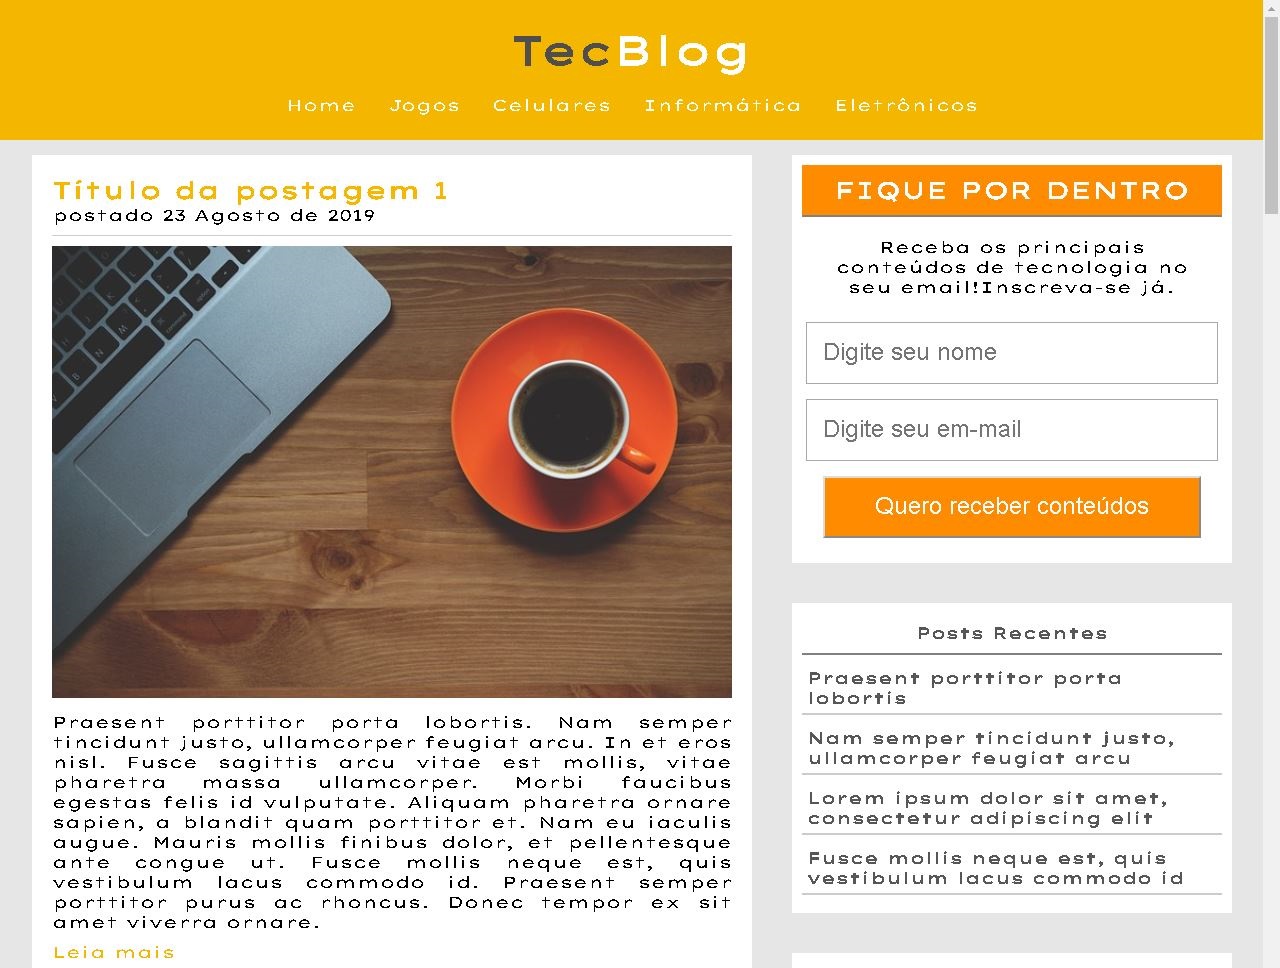 TecBlog
Home Jogos Celulares Informática Eletrônicos
Título da postagem 1
postado 23 Agosto de 2019
Praesent porttitor porta lobortis. Nam semper
tincidunt justo, ullamcorper feugiat arcu. In et eros
nisl. Fusce sagittis arcu vitae est mollis, vitae
pharetra massa ullamcorper. Morbi faucibus
egestas felis id vulputate. Aliquam pharetra ornare
sapien, a blandit quam porttitor et. Nam eu iaculis
augue. Mauris mollis finibus dolor, et pellentesque
ante congue ut. Fusce mollis neque est, quis
vestibulum lacus commodo id. Praesent semper
porttitor purus ac rhoncus. Donec tempor ex sit
amet viverra ornare.
Leia mais
FIQUE POR DENTRO
Receba os principais
conteúdos de tecnologia no
seu email!Inscreva-se já.
Digite seu nome
Digite seu em-mail
Quero receber conteúdos
Posts Recentes
Praesent porttitor porta
lobortis
Nam semper tincidunt justo,
ullamcorper feugiat arcu
Lorem ipsum dolor sit amet,
consectetur adipiscing elit
Fusce mollis neque est, quis
vestibulum lacus commodo id